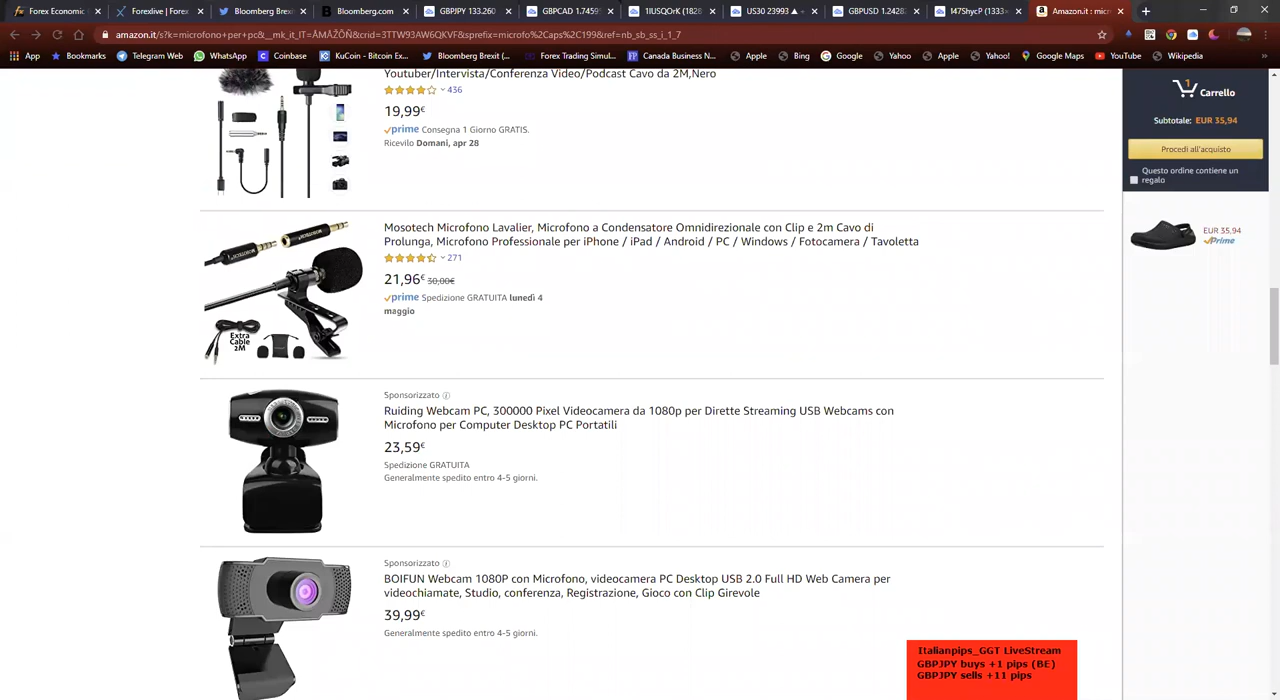 Forex Economic
Forexlive | Forex
Bloomberg Brexit
Bloomberg.com
GBPJPY 133.260
GBPCAD 1.7459
1IUSQOrK (1828
US30 23993 ▲
GBPUSD 1.2428
I47ShycP (1333×
Amazon.it : micr
amazon.it/s?k=microfono+per+pc&__mk_it_IT=ÅMÅŽÕÑ&crid=3TTW93AW6QKVF&sprefix=microfo%2Caps%2C199&ref=nb_sb_ss_i_1_7
App
Bookmarks
Telegram Web
WhatsApp
Coinbase
KuCoin - Bitcoin Ex...
Bloomberg Brexit (...
Forex Trading Simul...
Canada Business N...
Apple
Bing
Google
Yahoo
Apple
Yahoo!
Google Maps
YouTube
Wikipedia
»
Youtuber/Intervista/Conferenza Video/Podcast Cavo da 2M,Nero
436
19,99€
prime Consegna 1 Giorno GRATIS.
Ricevilo Domani, apr 28
Mosotech Microfono Lavalier, Microfono a Condensatore Omnidirezionale con Clip e 2m Cavo di
Prolunga, Microfono Professionale per iPhone / iPad / Android / PC / Windows / Fotocamera / Tavoletta
271
21,96€ 30,00€
prime Spedizione GRATUITA lunedì 4
maggio
Extra
Cable
2M
Sponsorizzato
Ruiding Webcam PC, 300000 Pixel Videocamera da 1080p per Dirette Streaming USB Webcams con
Microfono per Computer Desktop PC Portatili
23,59€
Spedizione GRATUITA
Generalmente spedito entro 4-5 giorni.
Sponsorizzato
BOIFUN Webcam 1080P con Microfono, videocamera PC Desktop USB 2.0 Full HD Web Camera per
videochiamate, Studio, conferenza, Registrazione, Gioco con Clip Girevole
39,99€
Generalmente spedito entro 4-5 giorni.
1
Carrello
Subtotale: EUR 35,94
Procedi all'acquisto
Questo ordine contiene un
regalo
EUR 35,94
Prime
Italianpips_GGT LiveStream
GBPJPY buys +1 pips (BE)
GBPJPY sells +11 pips